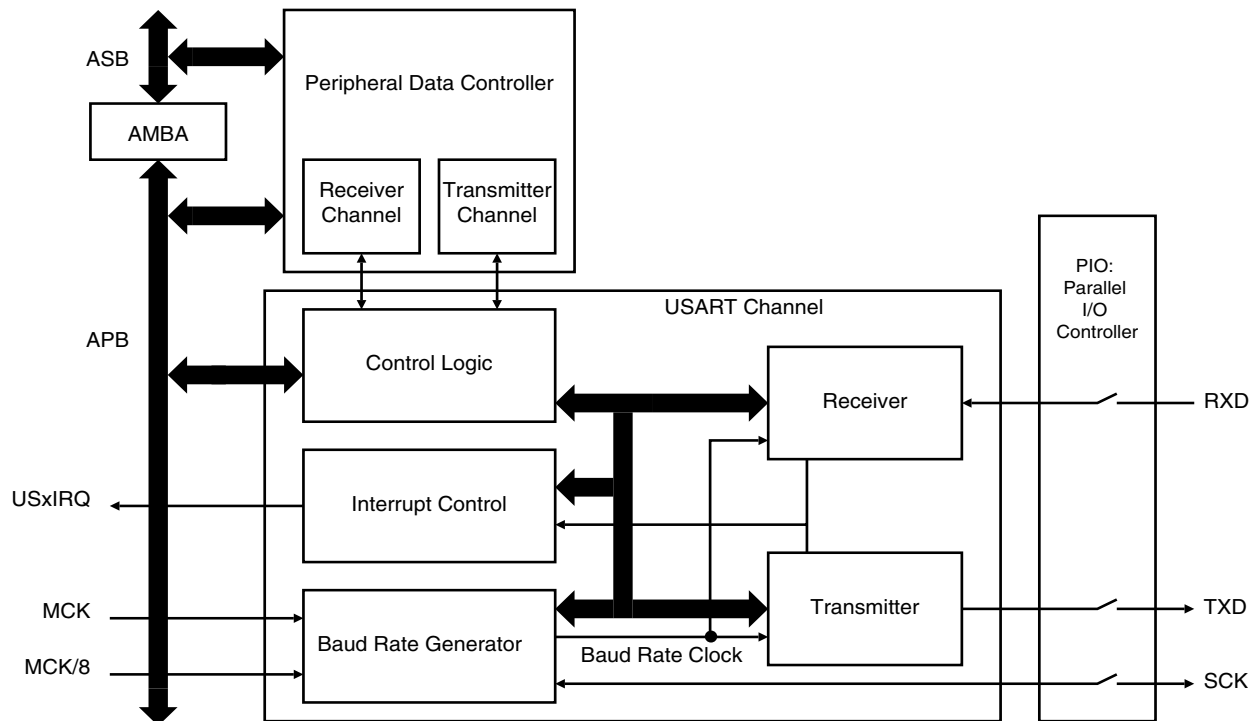 ASB
Peripheral Data Controller
AMBA
Receiver
Channel
Transmitter
Channel
PIO:
Parallel
I/O
Controller
USART Channel
APB
Control Logic
Receiver
RXD
USxIRQ
Interrupt Control
MCK
Baud Rate Generator
Transmitter
TXD
Baud Rate Clock
MCK/8
SCK